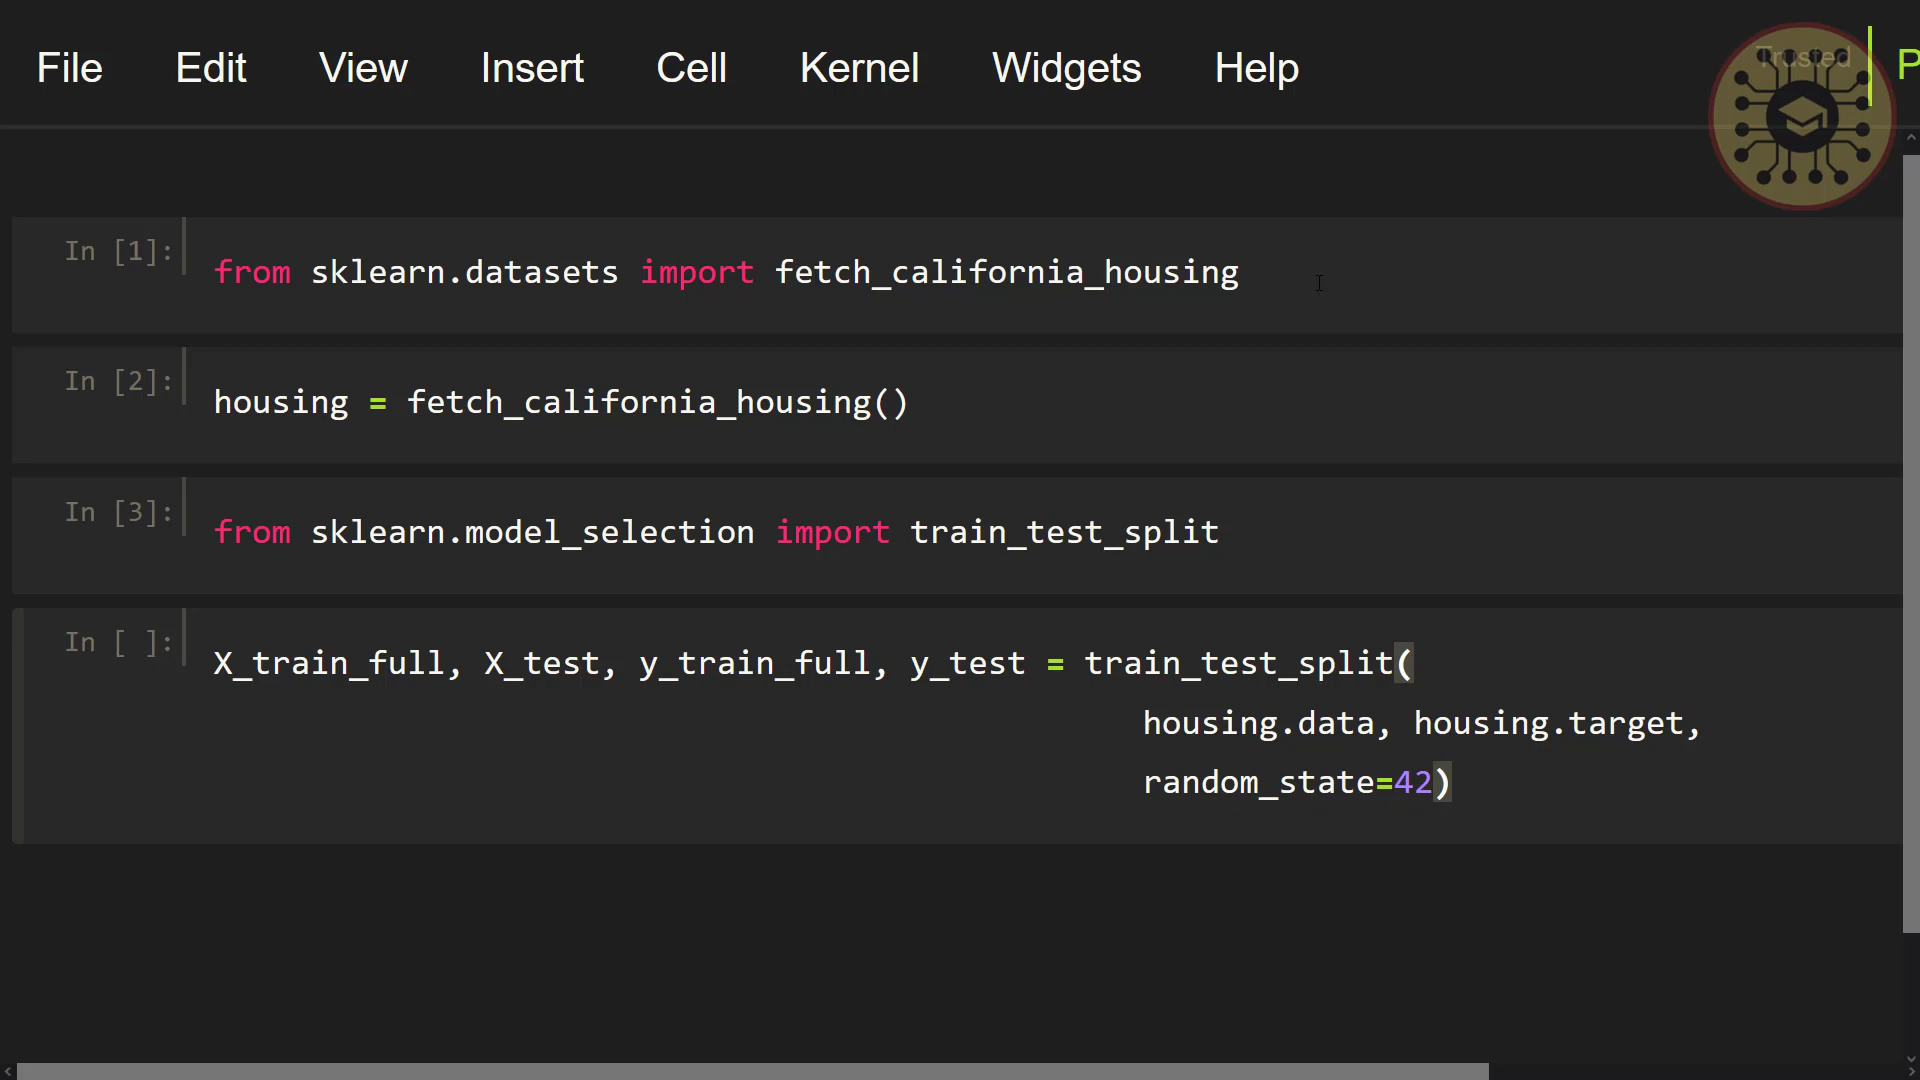 File Edit View Insert Cell Kernel Widgets Help Trusted P
In [1]: from sklearn.datasets import fetch_california_housing
In [2]: housing = fetch_california_housing()
In [3]: from sklearn.model_selection import train_test_split
In [ ]: X_train_full, X_test, y_train_full, y_test = train_test_split(
housing.data, housing.target,
random_state=42)